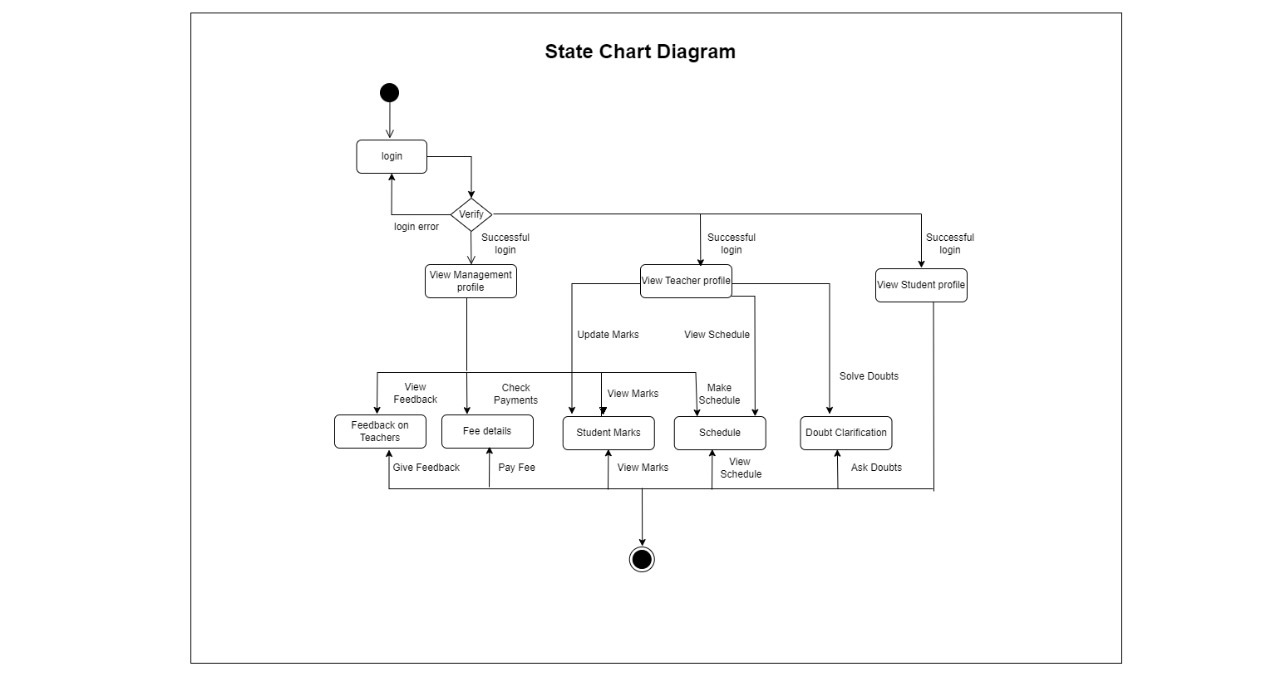 State Chart Diagram
login
Verify
login error
Successful
login
Successful
login
Successful
login
View Management
profile
View Teacher profile
View Student profile
Update Marks
View Schedule
Solve Doubts
View
Feedback
Check
Payments
View Marks
Make
Schedule
Feedback on
Teachers
Fee details
Student Marks
Schedule
Doubt Clarification
Give Feedback
Pay Fee
View Marks
View
Schedule
Ask Doubts